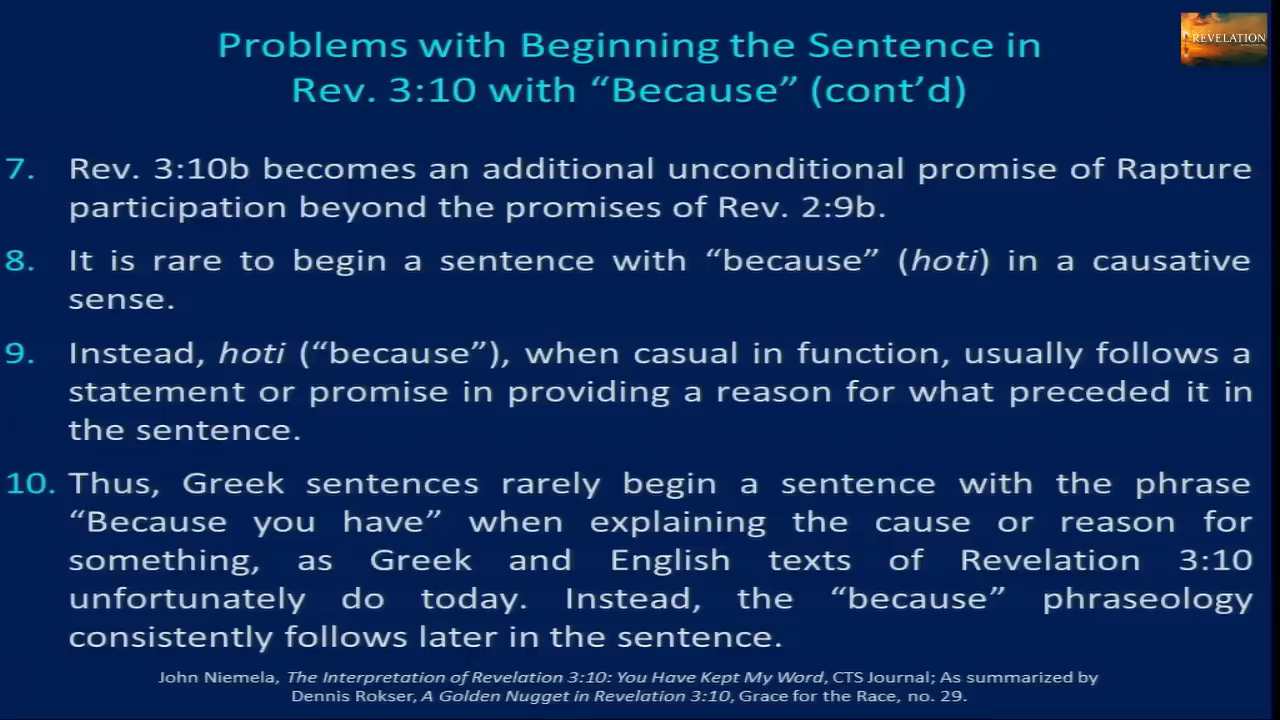 REVELATION
Problems with Beginning the Sentence in
Rev. 3:10 with “Because” (cont’d)
7. Rev. 3:10b becomes an additional unconditional promise of Rapture
participation beyond the promises of Rev. 2:9b.
8. It is rare to begin a sentence with “because” (hoti) in a causative
sense.
9. Instead, hoti (“because”), when casual in function, usually follows a
statement or promise in providing a reason for what preceded it in
the sentence.
10. Thus, Greek sentences rarely begin a sentence with the phrase
“Because you have” when explaining the cause or reason for
something, as Greek and English texts of Revelation 3:10
unfortunately do today. Instead, the “because” phraseology
consistently follows later in the sentence.
John Niemela, The Interpretation of Revelation 3:10: You Have Kept My Word, CTS Journal; As summarized by
Dennis Rokser, A Golden Nugget in Revelation 3:10, Grace for the Race, no. 29.